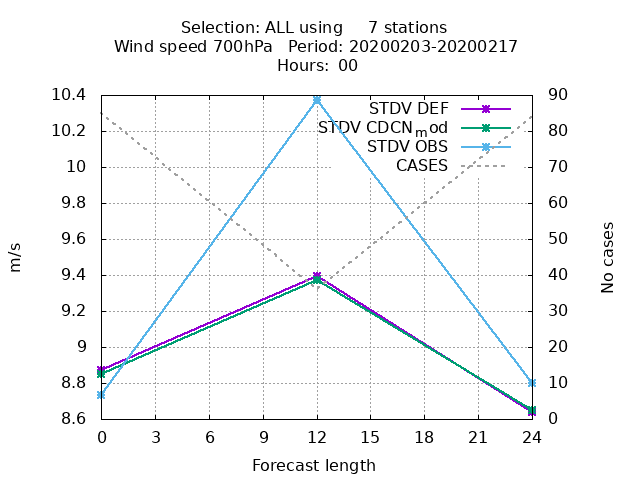 Selection: ALL using     7 stations
Wind speed 700hPa   Period: 20200203-20200217
Hours: 00
STDV DEF
STDV CDCN_mod
STDV OBS
CASES
10.4
10.2
10
9.8
9.6
9.4
9.2
9
8.8
8.6
m/s
90
80
70
60
50
40
30
20
10
0
No cases
0 3 6 9 12 15 18 21 24
Forecast length